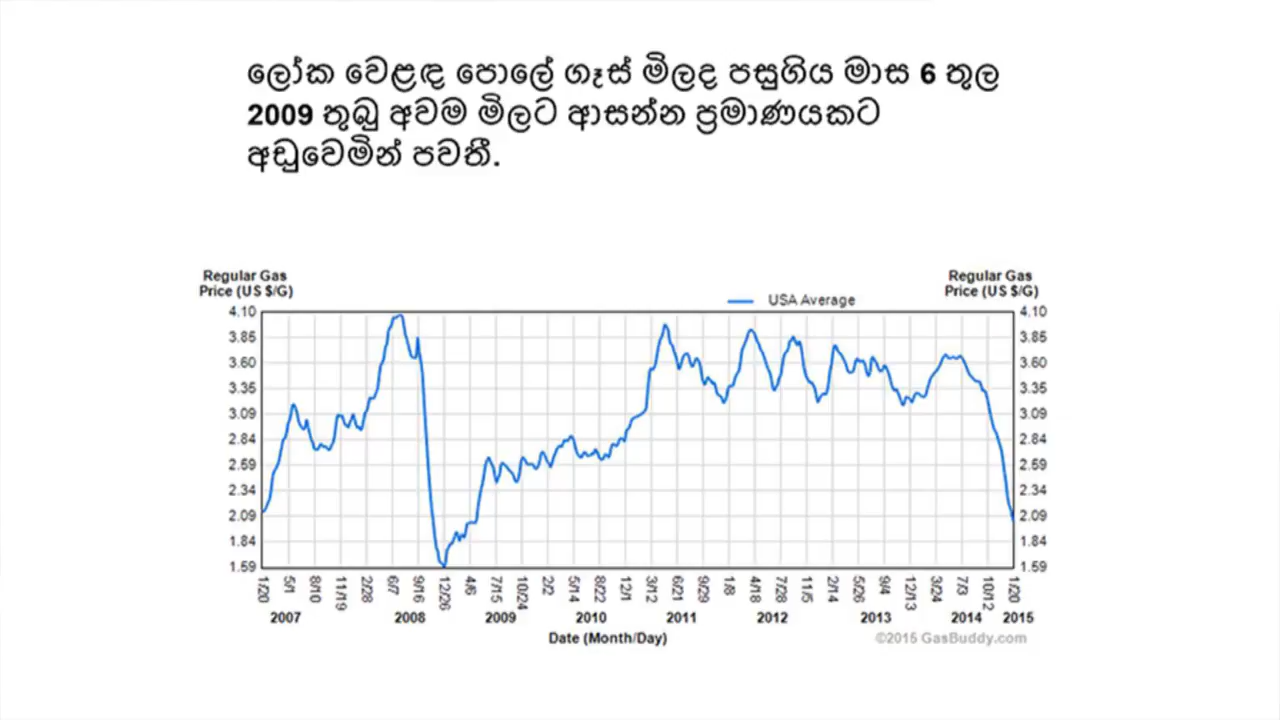 ලෝක වෙළඳ පොලේ ගෑස් මිලද පසුගිය මාස 6 තුල
2009 තුබු අවම මිලට ආසන්න ප්‍රමාණයකට
අඩුවෙමින් පවතී.
Regular Gas
Price (US $/G)
Regular Gas
Price (US $/G)
USA Average
4.10 4.10
3.85 3.85
3.60 3.60
3.35 3.35
3.09 3.09
2.84 2.84
2.59 2.59
2.34 2.34
2.09 2.09
1.84 1.84
1.59 1.59
1/20 5/1 8/10 11/19 2/28 6/7 9/16 12/26 4/6 7/15 10/24 2/2 5/14 8/22 12/1 3/12 6/21 9/29 1/8 4/18 7/28 11/5 2/14 5/26 9/4 12/13 3/24 7/3 10/12 1/20
2007 2008 2009 2010 2011 2012 2013 2014 2015
Date (Month/Day)
©2015 GasBuddy.com